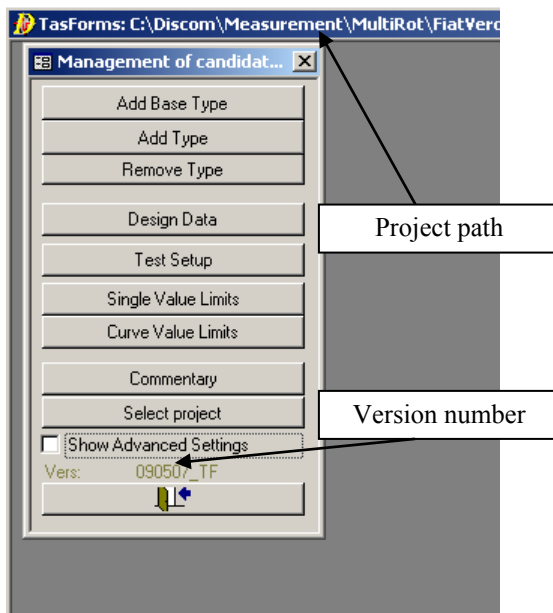 TasForms: C:\Discom\Measurement\MultiRot\FiatVerc
Management of candidat...
Add Base Type
Add Type
Remove Type
Design Data
Project path
Test Setup
Single Value Limits
Curve Value Limits
Commentary
Select project
Version number
Show Advanced Settings
Vers: 090507_TF